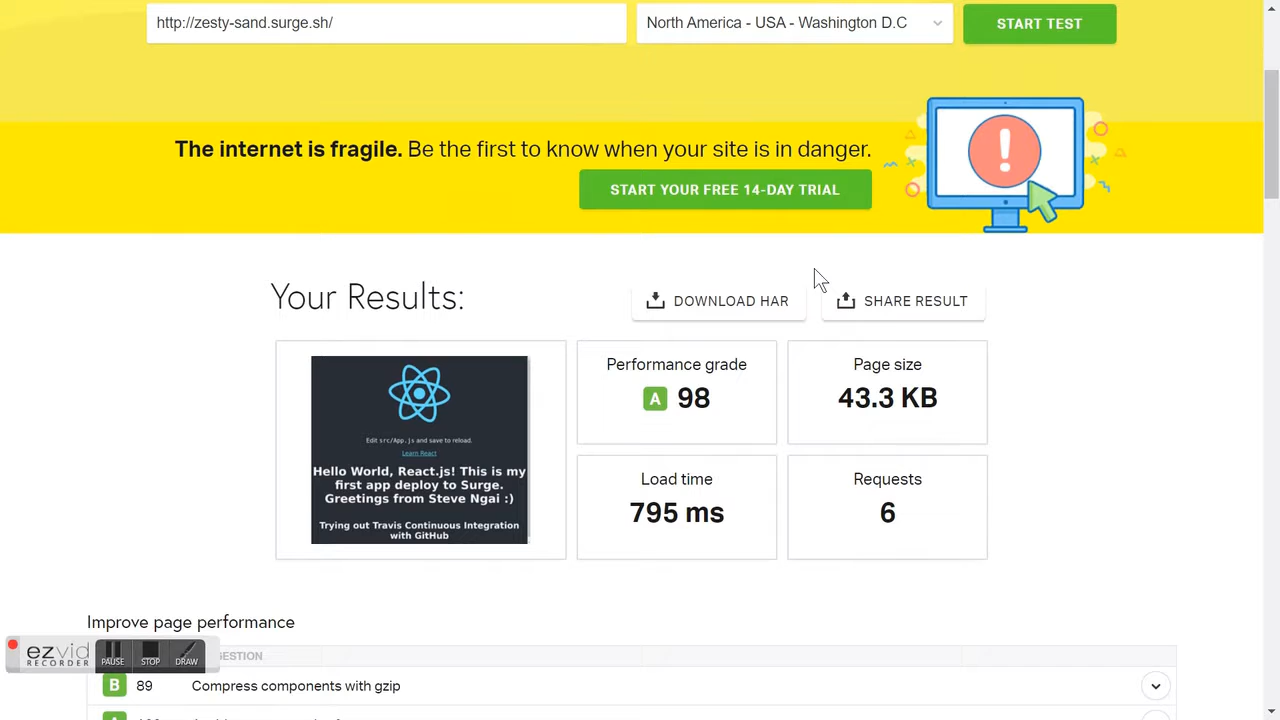 http://zesty-sand.surge.sh/
North America - USA - Washington D.C
START TEST
The internet is fragile. Be the first to know when your site is in danger.
START YOUR FREE 14-DAY TRIAL
!
Your Results:
DOWNLOAD HAR
SHARE RESULT
Edit src/App.js and save to reload.
Learn React
Hello World, React.js! This is my
first app deploy to Surge.
Greetings from Steve Ngai :)
Trying out Travis Continuous Integration
with GitHub
Performance grade
A 98
Page size
43.3 KB
Load time
795 ms
Requests
6
Improve page performance
ezvid
RECORDER
PAUSE
STOP
DRAW
GESTION
B 89 Compress components with gzip